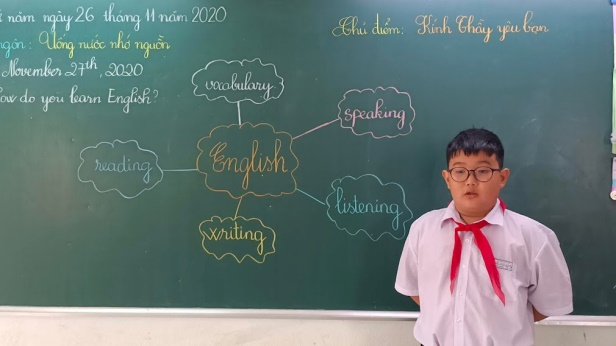 năm ngày 26 tháng 11 năm 2020
ngôn: Uống nước nhớ nguồn
Chủ điểm: Kính Thầy yêu bạn
November 27th, 2020
ow do you learn English?
vocabulary
speaking
reading
English
listening
writing